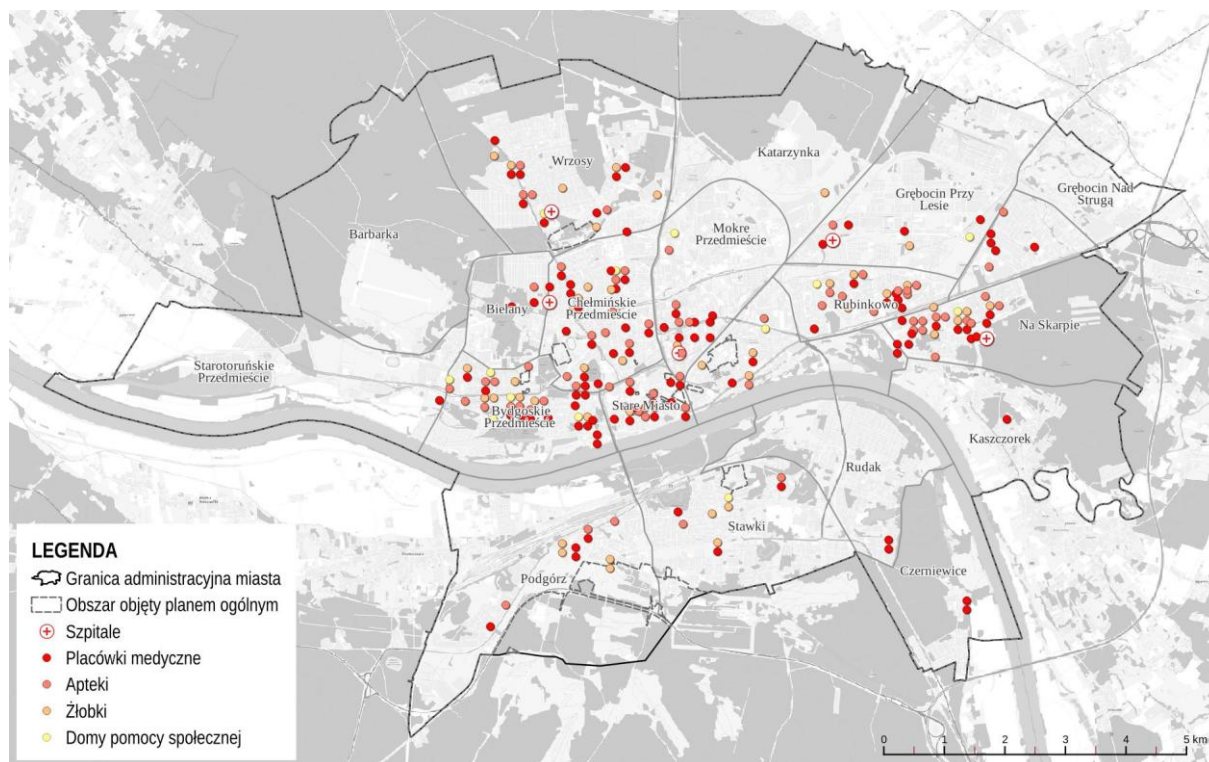 Katarzynka
Wrzosy
Grębocin Przy
Lesie
Grębocin Nad
Strugą
Mokre
Przedmieście
Barbarka
Bielany
Chełmińskie
Przedmieście
Rubinkowo
Na Skarpie
Starotoruńskie
Przedmieście
Bydgoskie
Przedmieście
Stare Miasto
Kaszczorek
Rudak
Stawki
Podgórz
Czerniewice
LEGENDA
Granica administracyjna miasta
Obszar objęty planem ogólnym
Szpitale
Placówki medyczne
Apteki
Żłobki
Domy pomocy społecznej
0 1 2 3 4 5 km